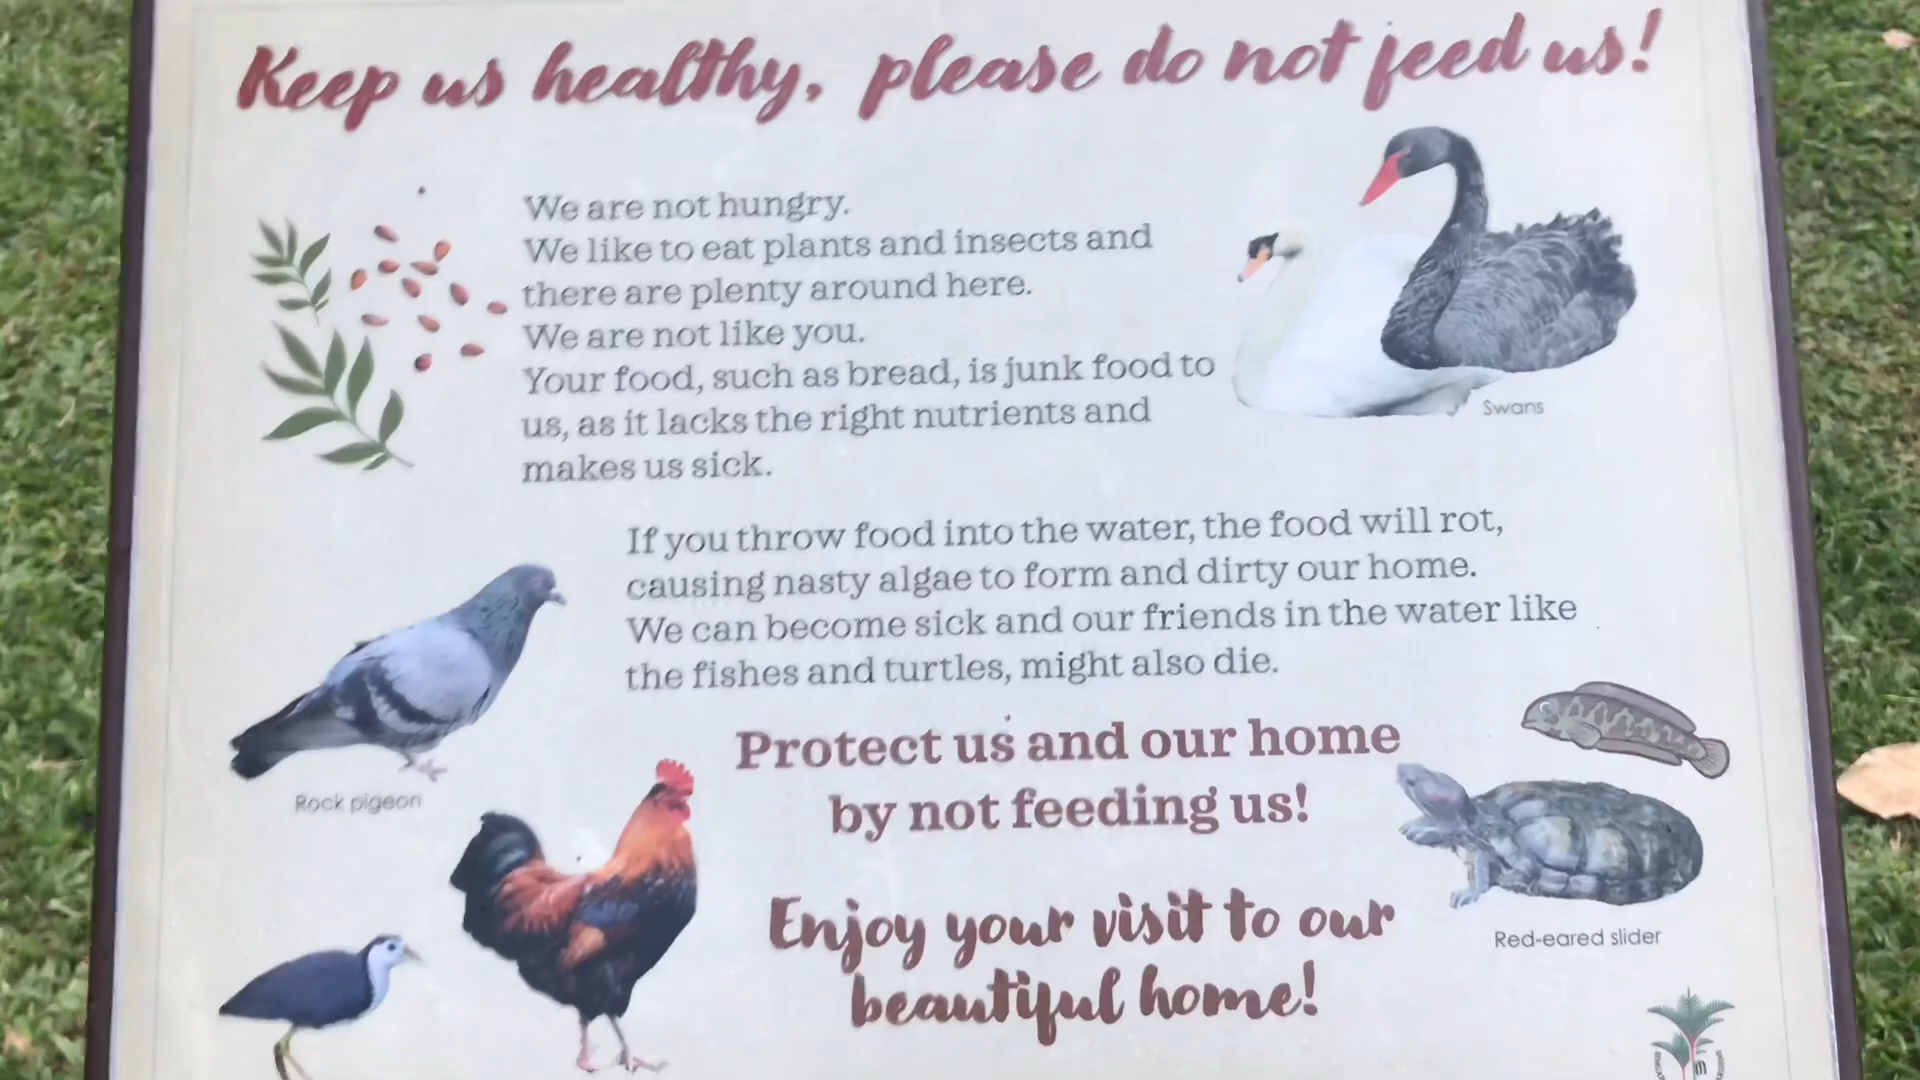 Keep us healthy, please do not feed us!
We are not hungry.
We like to eat plants and insects and
there are plenty around here.
We are not like you.
Your food, such as bread, is junk food to
us, as it lacks the right nutrients and
makes us sick.
Swans
If you throw food into the water, the food will rot,
causing nasty algae to form and dirty our home.
We can become sick and our friends in the water like
the fishes and turtles, might also die.
Rock pigeon
Protect us and our home
by not feeding us!
Red-eared slider
Enjoy your visit to our
beautiful home!